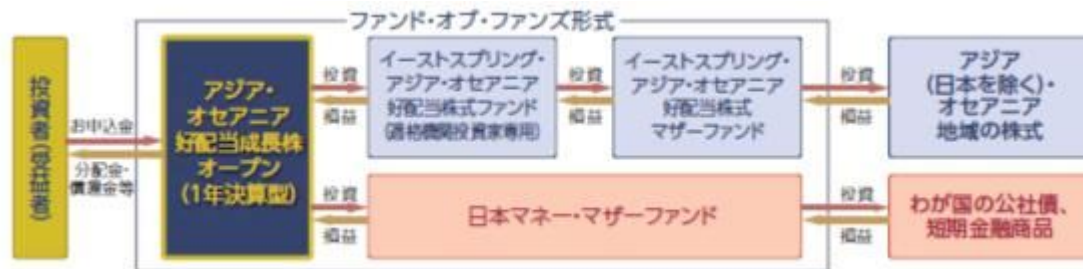 ファンド・オブ・ファンズ形式
投資者(受益者)
お申込金
分配金・
償還金等
アジア・
オセアニア
好配当成長株
オープン
(1年決算型)
投資
損益
イーストスプリング・
アジア・オセアニア
好配当株式ファンド
(適格機関投資家専用)
投資
損益
イーストスプリング・
アジア・オセアニア
好配当株式
マザーファンド
投資
損益
アジア
(日本を除く)・
オセアニア
地域の株式
投資
損益
日本マネー・マザーファンド
投資
損益
わが国の公社債、
短期金融商品